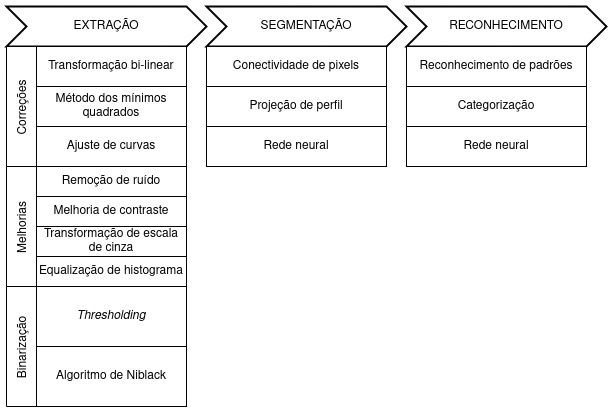 EXTRAÇÃO
SEGMENTAÇÃO
RECONHECIMENTO
Correções
Transformação bi-linear
Método dos mínimos
quadrados
Ajuste de curvas
Melhorias
Remoção de ruído
Melhoria de contraste
Transformação de escala
de cinza
Equalização de histograma
Binarização
Thresholding
Algoritmo de Niblack
Conectividade de pixels
Projeção de perfil
Rede neural
Reconhecimento de padrões
Categorização
Rede neural